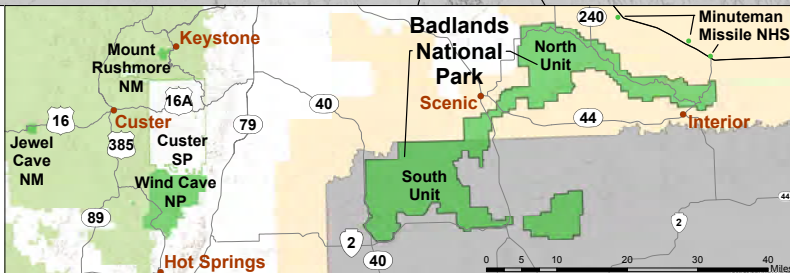 240
Minuteman
Missile NHS
Badlands
National
Park
North
Unit
Keystone
Mount
Rushmore
NM
16A
40
Scenic
16
Custer
79
44
Interior
Jewel
Cave
NM
385
Custer
SP
Wind Cave
NP
South
Unit
44
89
2
2
40
Hot Springs
0 5 10 20 30 40
Miles